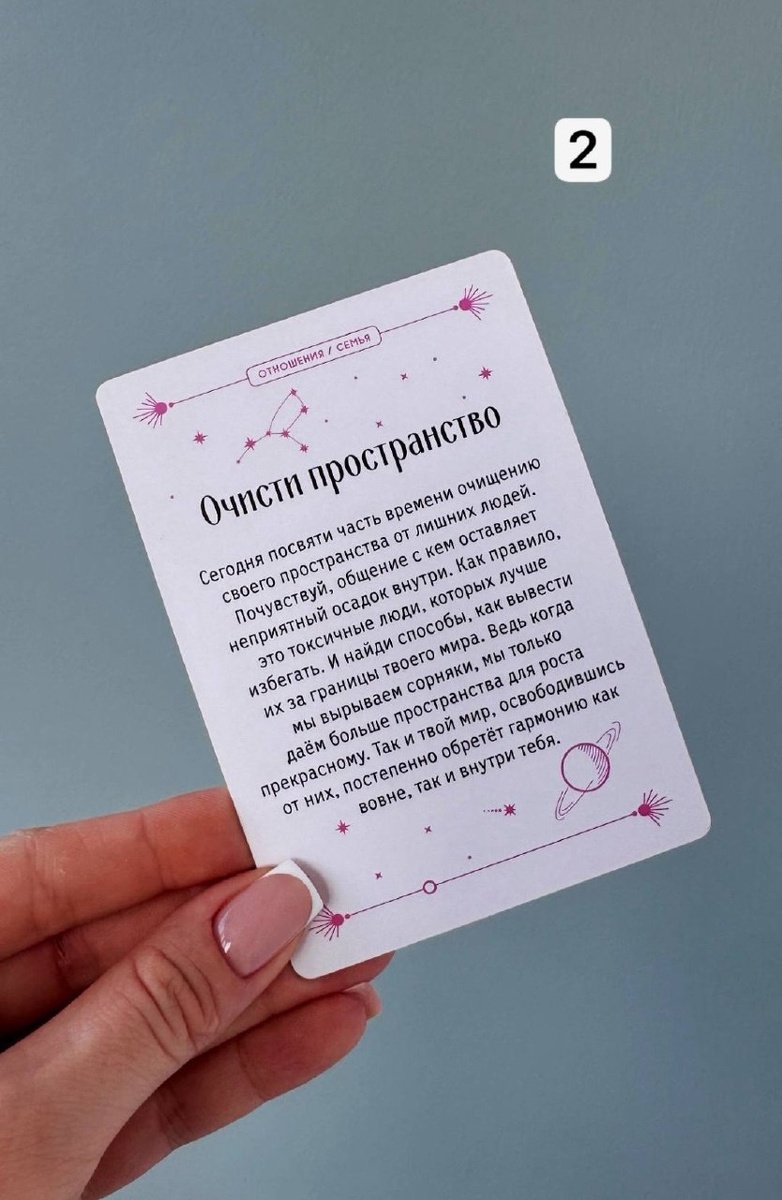 2
ОТНОШЕНИЯ / СЕМЬЯ
Очисти пространство
Сегодня посвяти часть времени очищению
своего пространства от лишних людей.
Почувствуй, общение с кем оставляет
неприятный осадок внутри. Как правило,
это токсичные люди, которых лучше
избегать. И найди способы, как вывести
их за границы твоего мира. Ведь когда
мы вырываем сорняки, мы только
даём больше пространства для роста
прекрасному. Так и твой мир, освободившись
от них, постепенно обретёт гармонию как
вовне, так и внутри тебя.